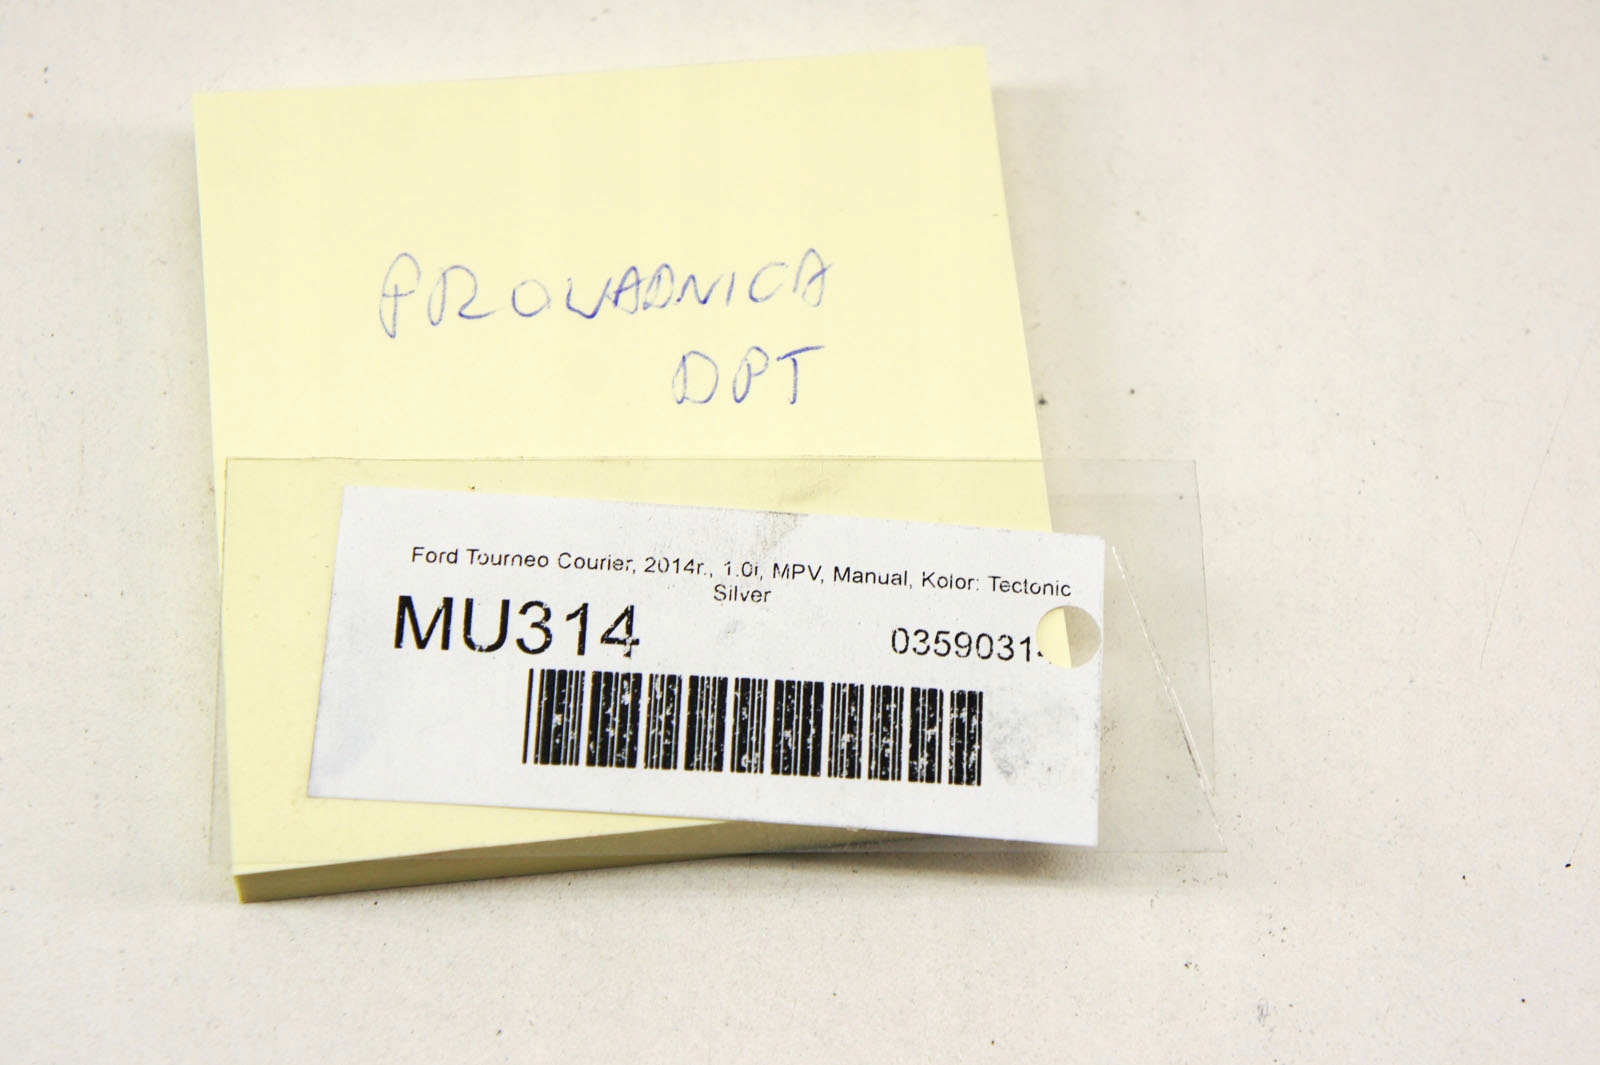 PROWADNICA
DPT
Ford Tourneo Courier, 2014r., 1.0i, MPV, Manual, Kolor: Tectonic
Silver
MU314